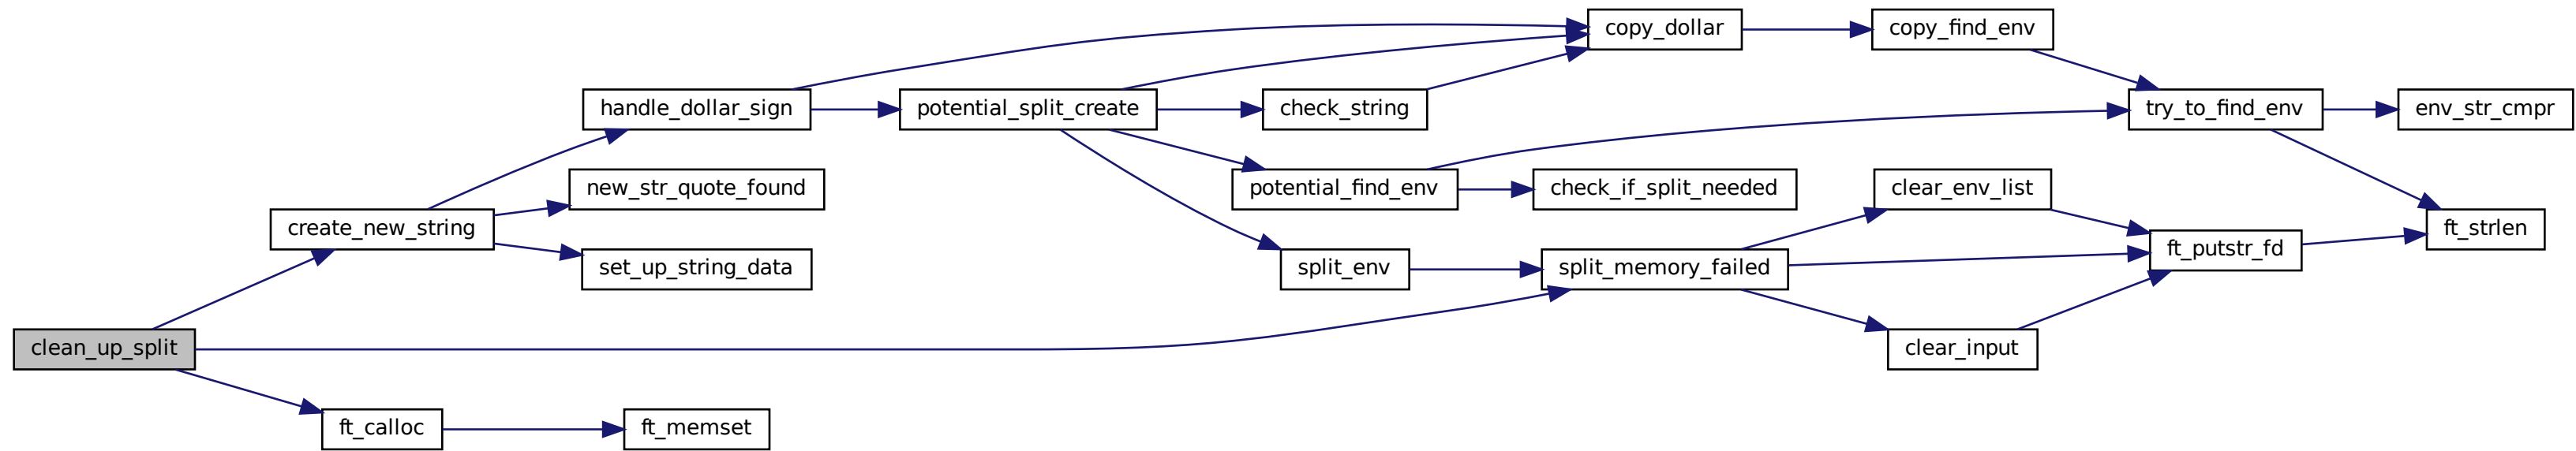 copy_dollar
copy_find_env
handle_dollar_sign
potential_split_create
check_string
try_to_find_env
env_str_cmpr
new_str_quote_found
potential_find_env
check_if_split_needed
clear_env_list
create_new_string
ft_strlen
ft_putstr_fd
set_up_string_data
split_env
split_memory_failed
clean_up_split
clear_input
ft_calloc
ft_memset